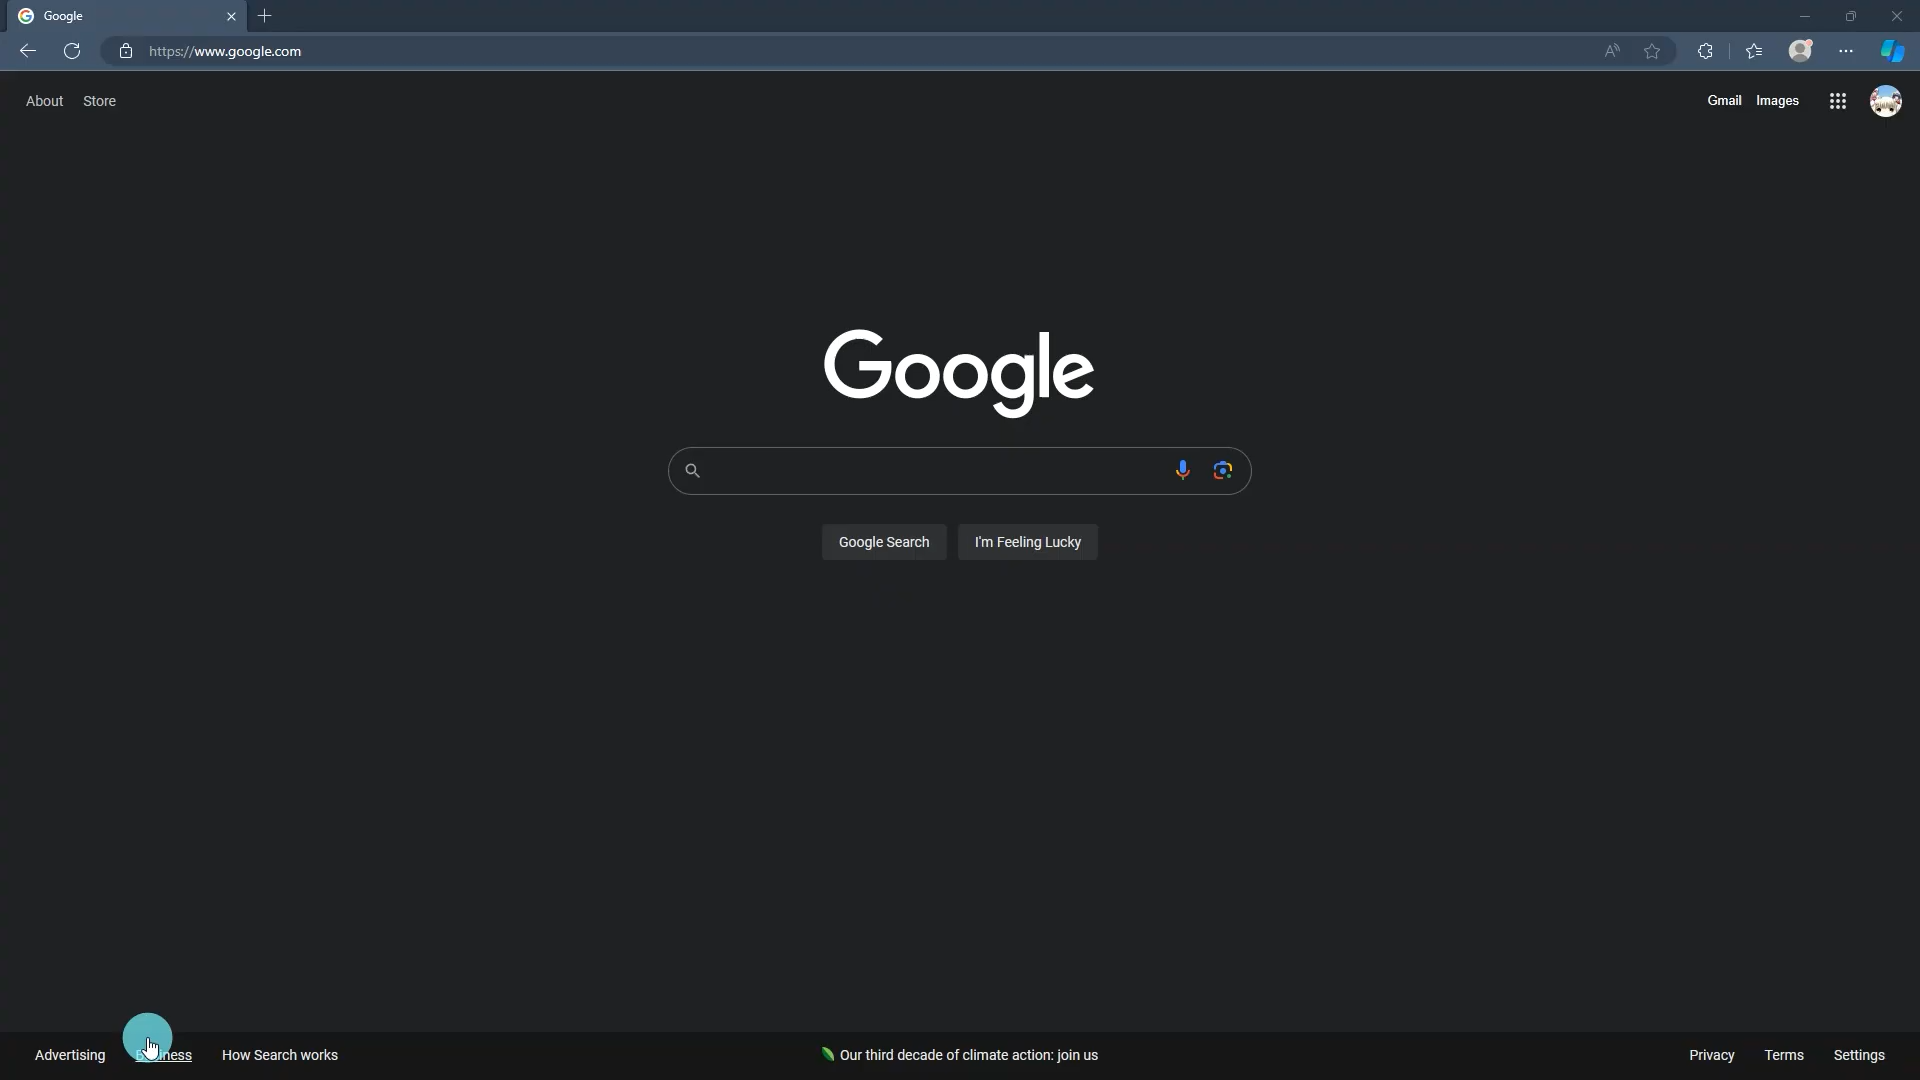 Google
https://www.google.com
About Store
Gmail Images
Google
Google Search I'm Feeling Lucky
Advertising Business How Search works
Our third decade of climate action: join us
Privacy Terms Settings